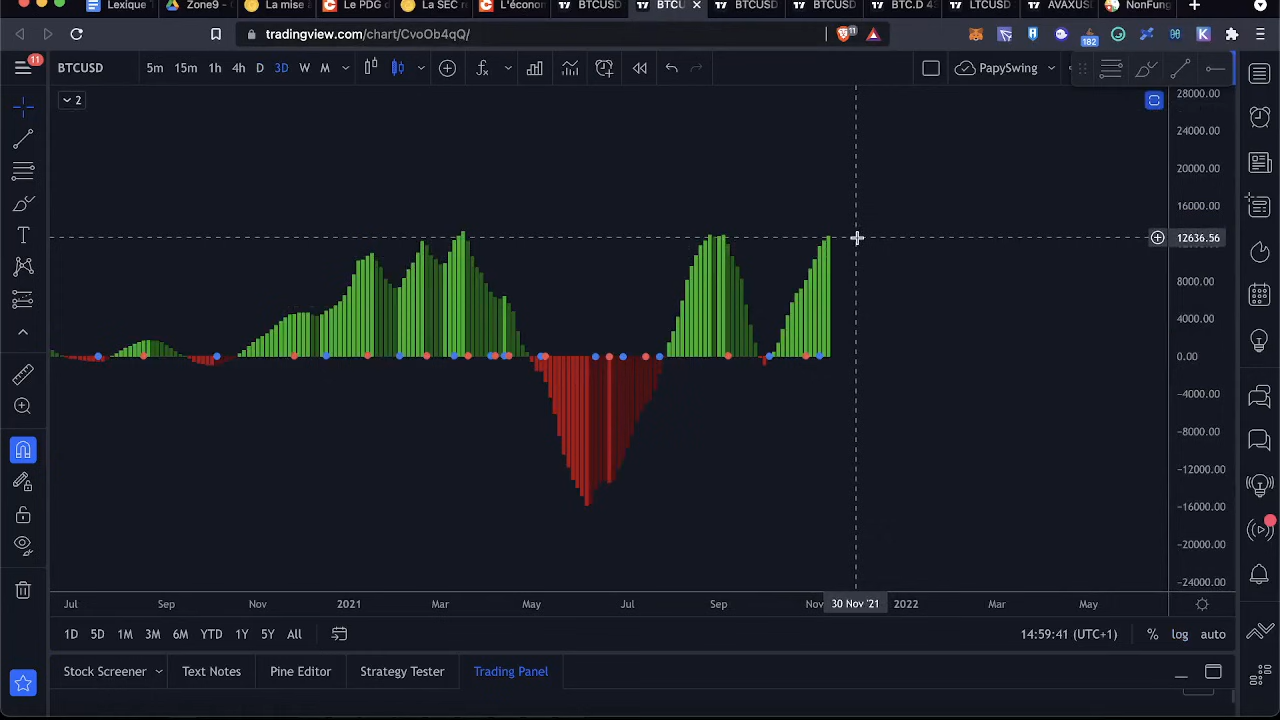 Lexique
Zone9 -
La mise
Le PDG d
La SEC r
L'écono
BTCUSD
BTCU
BTCUSD
BTCUSD
BTC.D 43
LTCUSD
AVAXUS
NonFung
tradingview.com/chart/CvoOb4qQ/
11
182
11
BTCUSD
5m
15m
1h
4h
D
3D
W
M
PapySwing
2
28000.00
24000.00
20000.00
16000.00
12636.56
8000.00
4000.00
0.00
−4000.00
−8000.00
−12000.00
−16000.00
−20000.00
−24000.00
Jul
Sep
Nov
2021
Mar
May
Jul
Sep
Nov
30 Nov '21
2022
Mar
May
1D
5D
1M
3M
6M
YTD
1Y
5Y
All
14:59:41 (UTC+1)
%
log
auto
Stock Screener
Text Notes
Pine Editor
Strategy Tester
Trading Panel